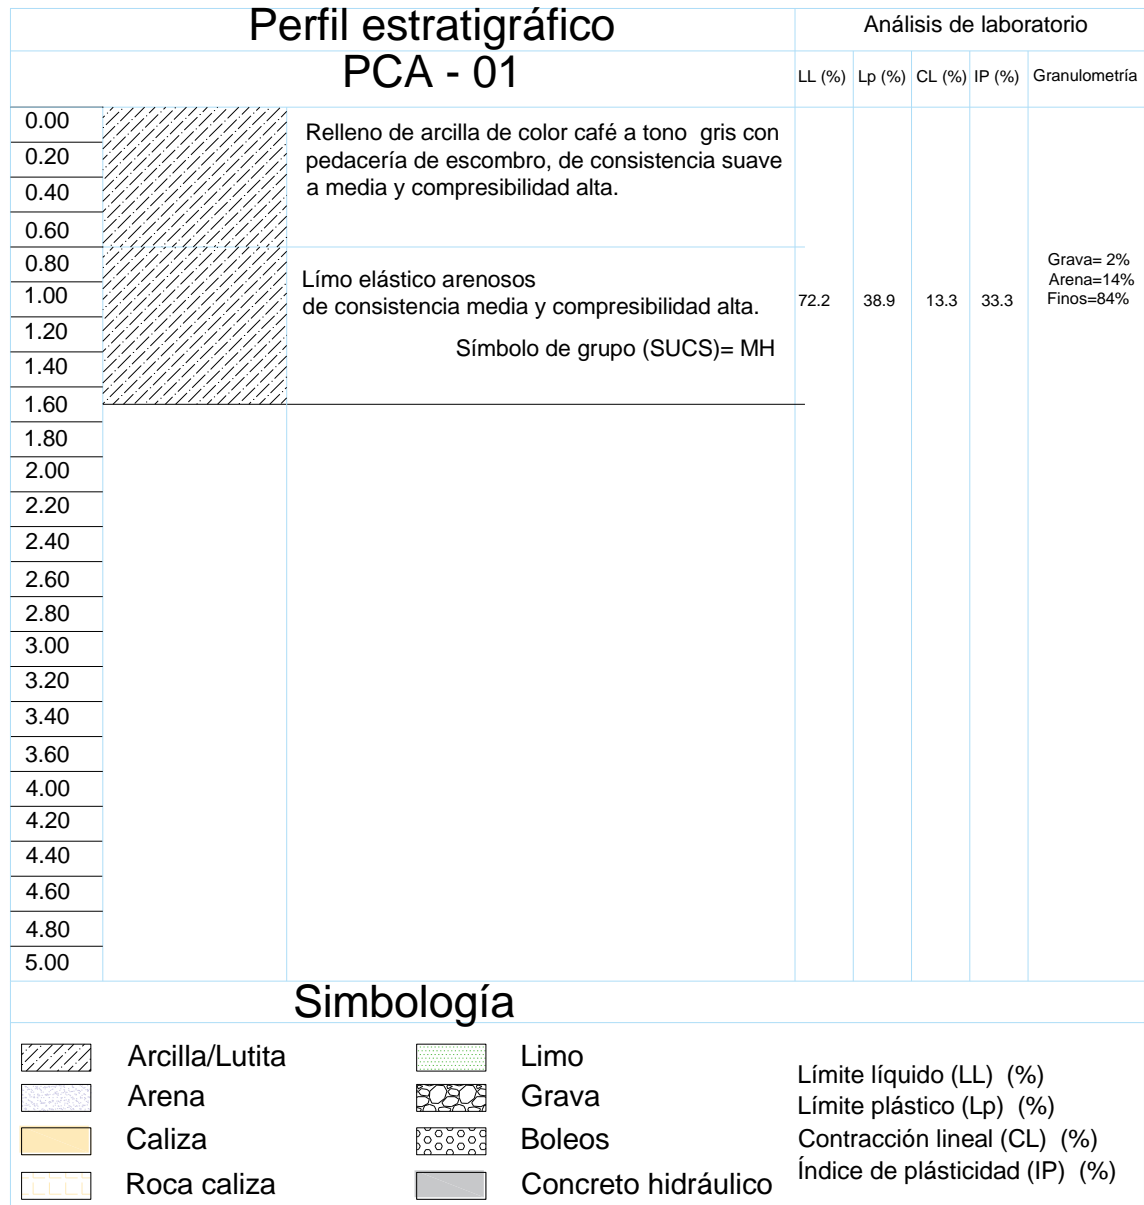 Perfil estratigráfico
Análisis de laboratorio
PCA - 01
LL (%) Lp (%) CL (%) IP (%) Granulometría
0.00
0.20
0.40
0.60
0.80
1.00
1.20
1.40
1.60
1.80
2.00
2.20
2.40
2.60
2.80
3.00
3.20
3.40
3.60
4.00
4.20
4.40
4.60
4.80
5.00
Relleno de arcilla de color café a tono gris con
pedacería de escombro, de consistencia suave
a media y compresibilidad alta.
Límo elástico arenosos
de consistencia media y compresibilidad alta.
Símbolo de grupo (SUCS)= MH
72.2 38.9 13.3 33.3
Grava= 2%
Arena=14%
Finos=84%
Simbología
Arcilla/Lutita
Arena
Caliza
Roca caliza
Limo
Grava
Boleos
Concreto hidráulico
Límite líquido (LL) (%)
Límite plástico (Lp) (%)
Contracción lineal (CL) (%)
Índice de plásticidad (IP) (%)